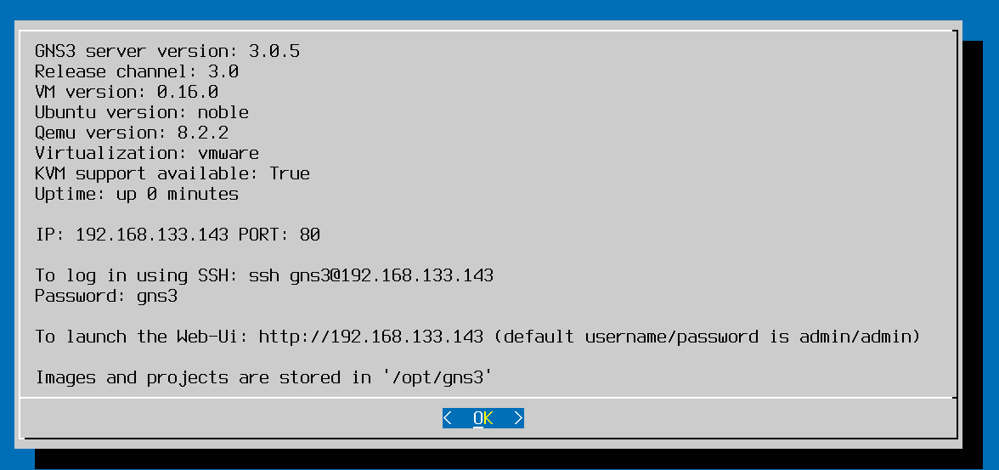 GNS3 server version: 3.0.5
Release channel: 3.0
VM version: 0.16.0
Ubuntu version: noble
Qemu version: 8.2.2
Virtualization: vmware
KVM support available: True
Uptime: up 0 minutes
IP: 192.168.133.143 PORT: 80
To log in using SSH: ssh gns3@192.168.133.143
Password: gns3
To launch the Web-Ui: http://192.168.133.143 (default username/password is admin/admin)
Images and projects are stored in '/opt/gns3'
< OK >